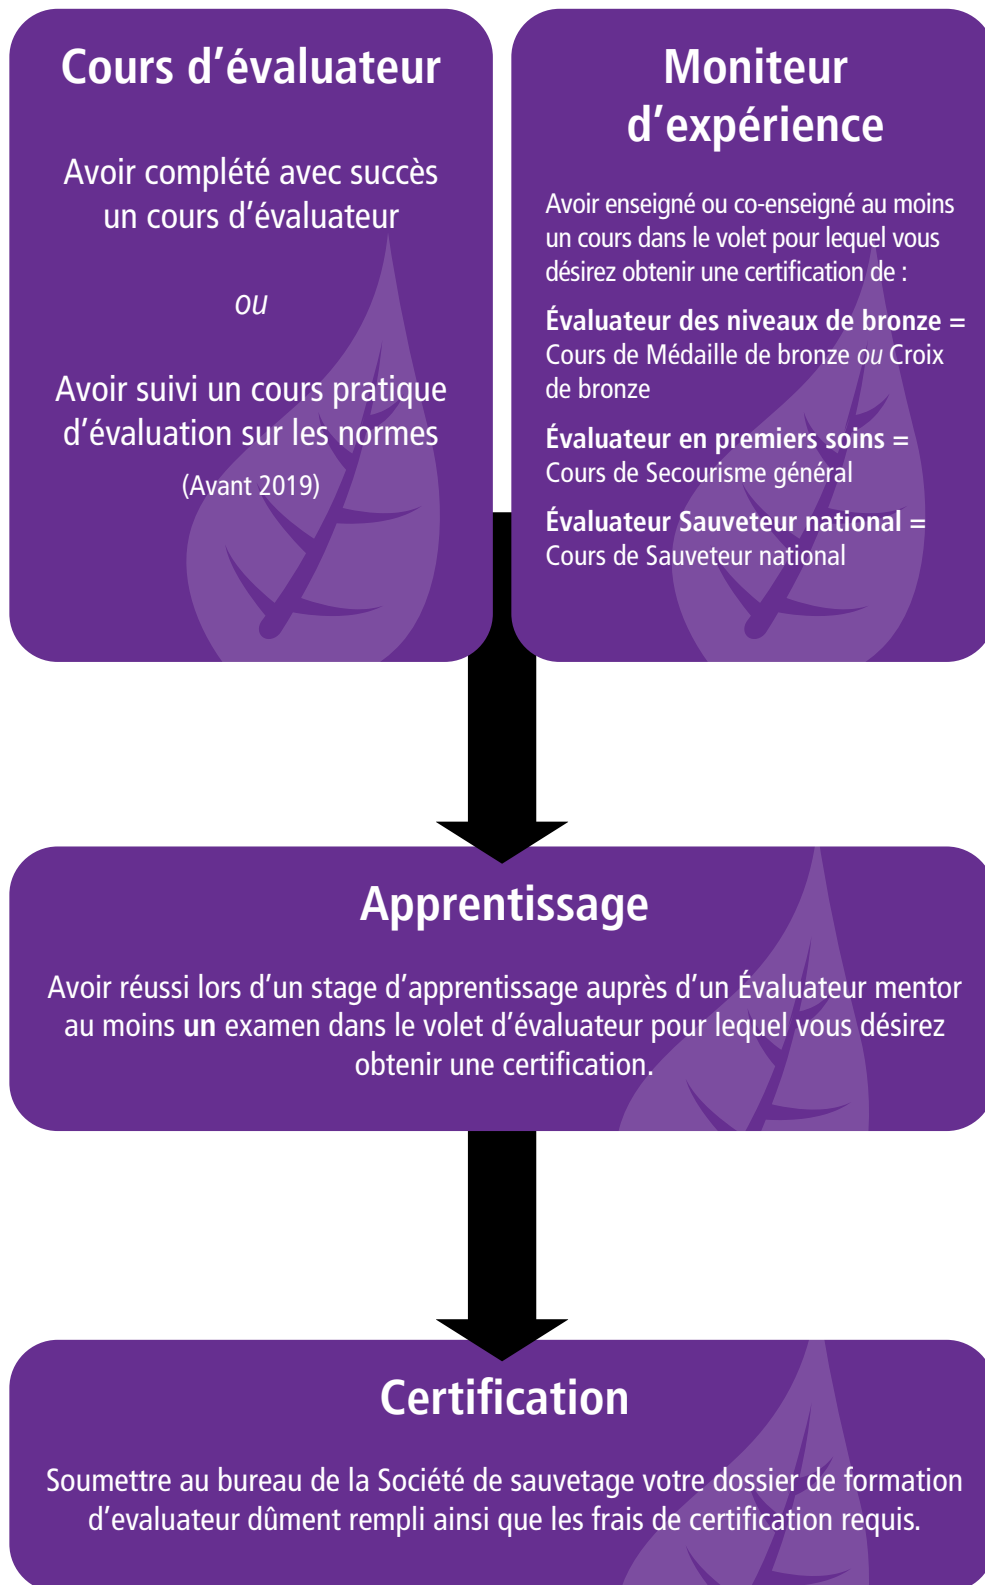 Cours d’évaluateur
Avoir complété avec succès
un cours d’évaluateur
ou
Avoir suivi un cours pratique
d’évaluation sur les normes
(Avant 2019)
Moniteur
d’expérience
Avoir enseigné ou co-enseigné au moins
un cours dans le volet pour lequel vous
désirez obtenir une certification de :
Évaluateur des niveaux de bronze =
Cours de Médaille de bronze ou Croix
de bronze
Évaluateur en premiers soins =
Cours de Secourisme général
Évaluateur Sauveteur national =
Cours de Sauveteur national
Apprentissage
Avoir réussi lors d’un stage d’apprentissage auprès d’un Évaluateur mentor
au moins un examen dans le volet d’évaluateur pour lequel vous désirez
obtenir une certification.
Certification
Soumettre au bureau de la Société de sauvetage votre dossier de formation
d’evaluateur dûment rempli ainsi que les frais de certification requis.